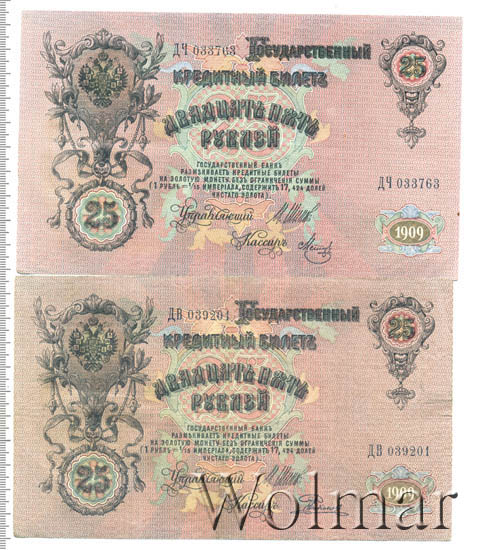 ДЧ 033763 Государственный 25
Кредитный Билетъ
Двадцать пять
рублей
Государственный Банкъ
размѣниваетъ кредитные билеты
на золотую монету безъ ограниченія суммы
(1 рубль = 1/15 имперіала, содержитъ 17,424 долей
чистаго золота).
ДЧ 033763
25
Управляющій
Кассиръ
1909
ДВ 039201 Государственный 25
Кредитный Билетъ
Двадцать пять
рублей
Государственный Банкъ
размѣниваетъ кредитные билеты
на золотую монету безъ ограниченія суммы
(1 рубль = 1/15 имперіала, содержитъ 17,424 долей
чистаго золота).
ДВ 039201
25
Управляющій
1909
Wolmar